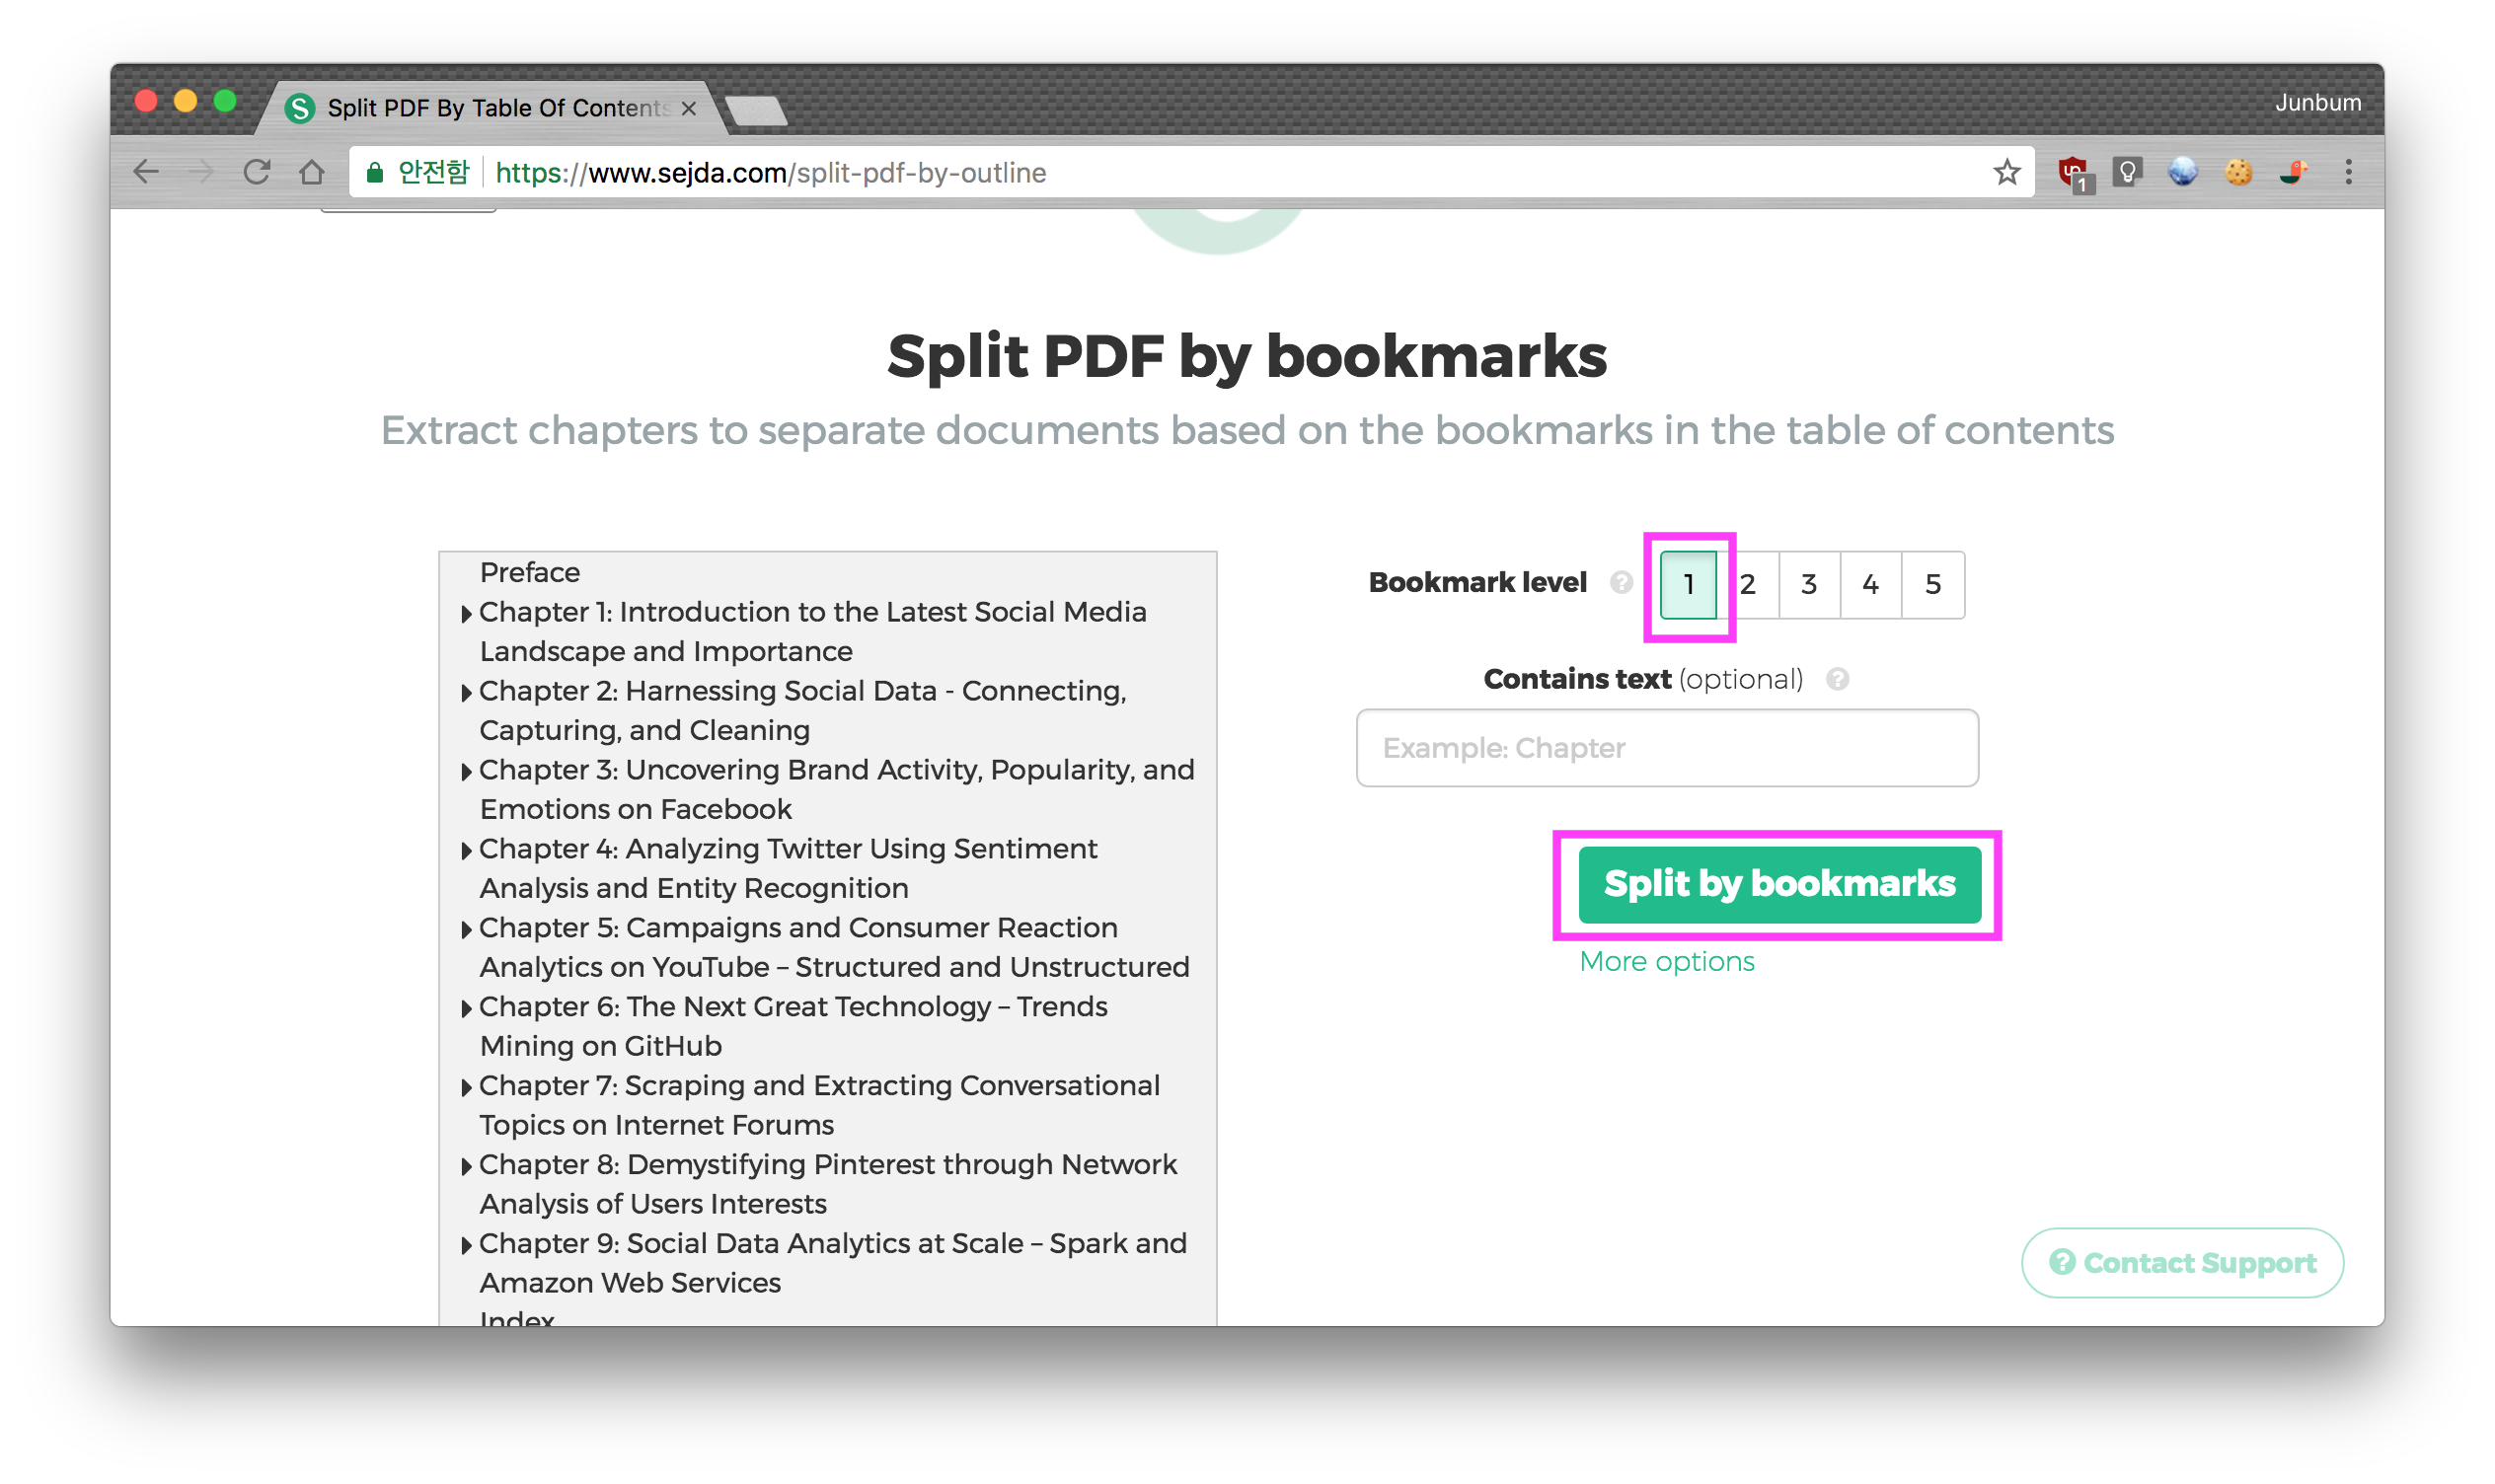 Split PDF By Table Of Contents
Junbum
안전함 https://www.sejda.com/split-pdf-by-outline
1
Split PDF by bookmarks
Extract chapters to separate documents based on the bookmarks in the table of contents
Preface
Chapter 1: Introduction to the Latest Social Media
Landscape and Importance
Chapter 2: Harnessing Social Data - Connecting,
Capturing, and Cleaning
Chapter 3: Uncovering Brand Activity, Popularity, and
Emotions on Facebook
Chapter 4: Analyzing Twitter Using Sentiment
Analysis and Entity Recognition
Chapter 5: Campaigns and Consumer Reaction
Analytics on YouTube – Structured and Unstructured
Chapter 6: The Next Great Technology – Trends
Mining on GitHub
Chapter 7: Scraping and Extracting Conversational
Topics on Internet Forums
Chapter 8: Demystifying Pinterest through Network
Analysis of Users Interests
Chapter 9: Social Data Analytics at Scale – Spark and
Amazon Web Services
Index
Bookmark level ? 1 2 3 4 5
Contains text (optional) ?
Example: Chapter
Split by bookmarks
More options
? Contact Support